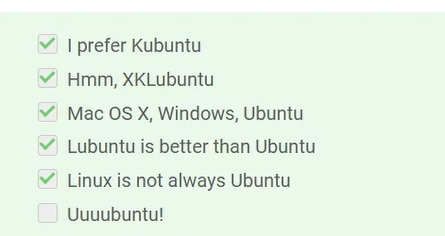 I prefer Kubuntu
Hmm, XKLubuntu
Mac OS X, Windows, Ubuntu
Lubuntu is better than Ubuntu
Linux is not always Ubuntu
Uuuubuntu!